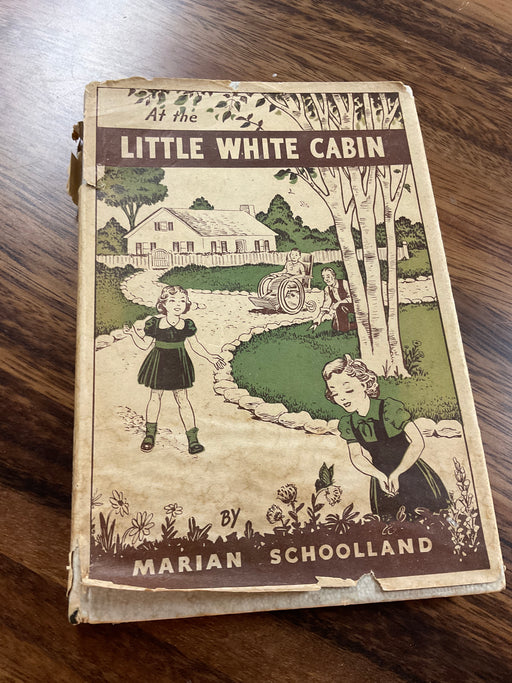 At the
LITTLE WHITE CABIN
BY
MARIAN SCHOOLLAND